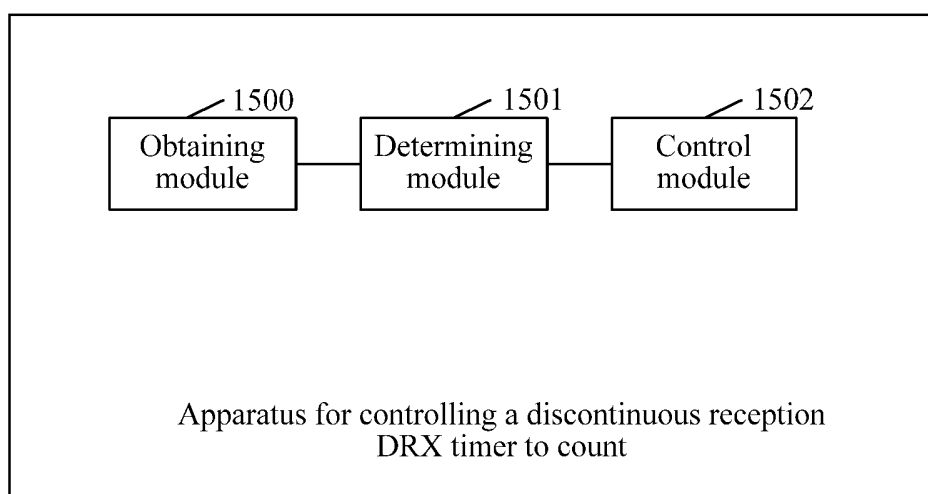 1500
Obtaining
module
1501
Determining
module
1502
Control
module
Apparatus for controlling a discontinuous reception
DRX timer to count